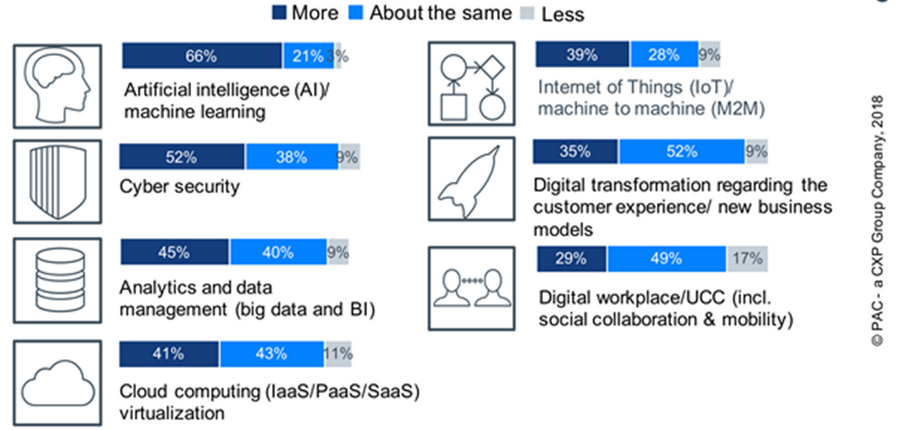 More About the same Less
66% 21% 3%
Artificial intelligence (AI)/
machine learning
52% 38% 9%
Cyber security
45% 40% 9%
Analytics and data
management (big data and BI)
41% 43% 11%
Cloud computing (IaaS/PaaS/SaaS)
virtualization
39% 28% 9%
Internet of Things (IoT)/
machine to machine (M2M)
35% 52% 9%
Digital transformation regarding the
customer experience/ new business
models
29% 49% 17%
Digital workplace/UCC (incl.
social collaboration & mobility)
© PAC - a CXP Group Company, 2018